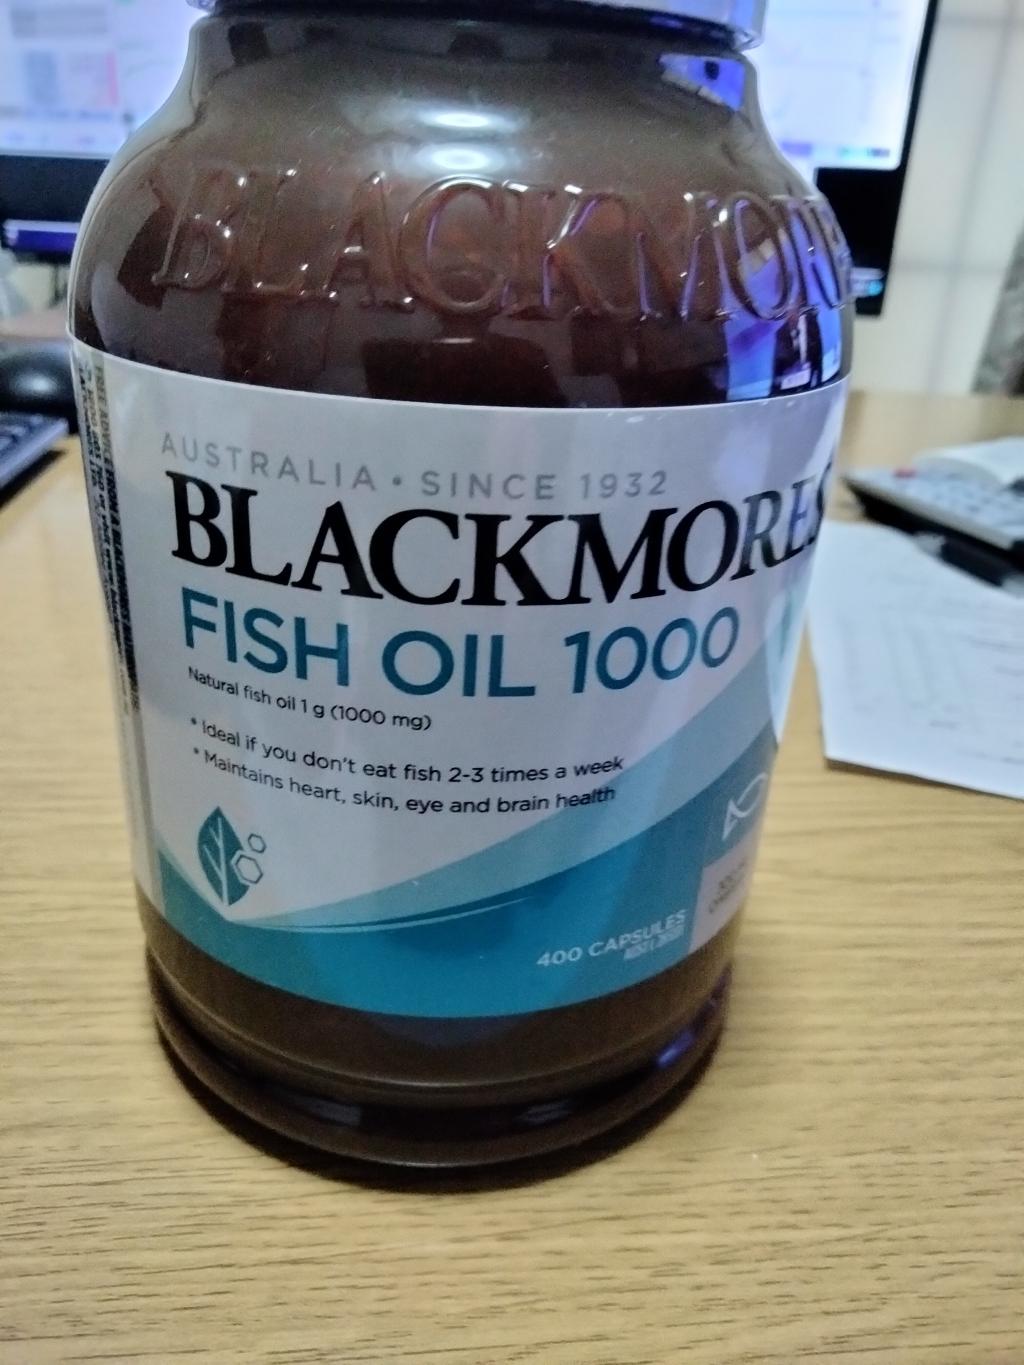 BLACKMORE
AUSTRALIA • SINCE 1932
BLACKMORES
FISH OIL 1000
Natural fish oil 1 g (1000 mg)
* Ideal if you don't eat fish 2-3 times a week
* Maintains heart, skin, eye and brain health
400 CAPSULES